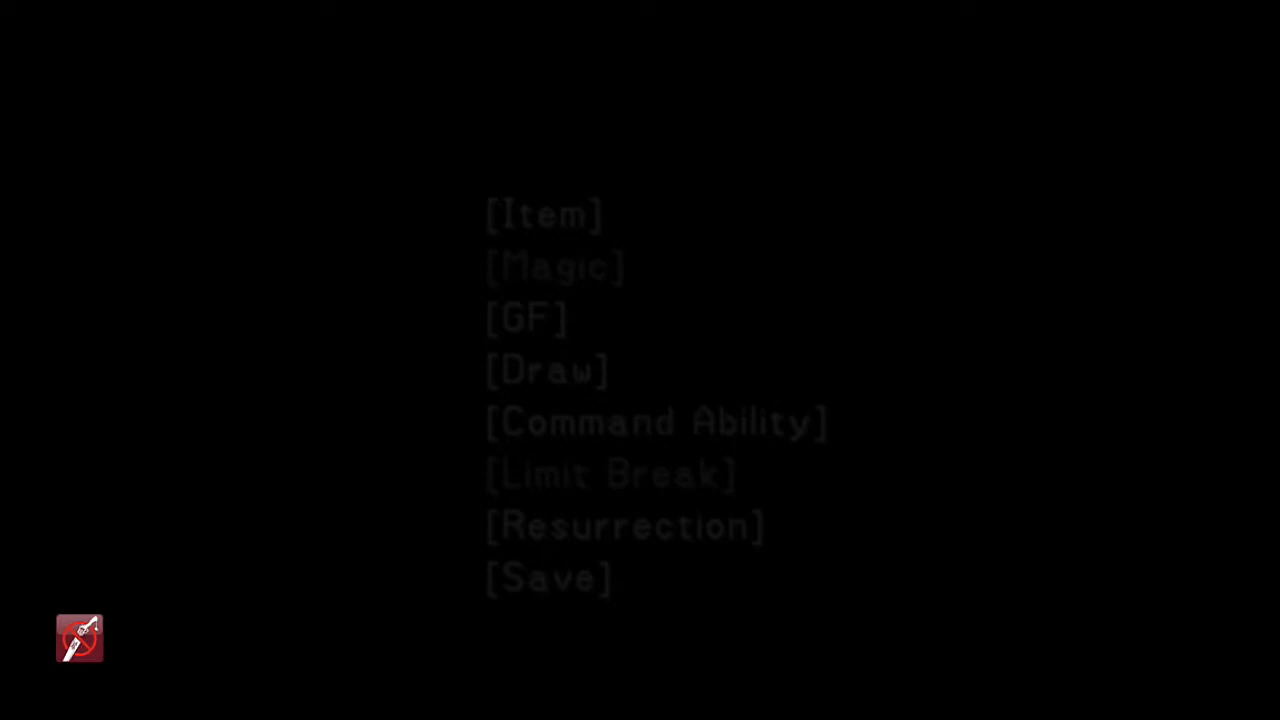 [Item]
[Magic]
[GF]
[Draw]
[Command Ability]
[Limit Break]
[Resurrection]
[Save]